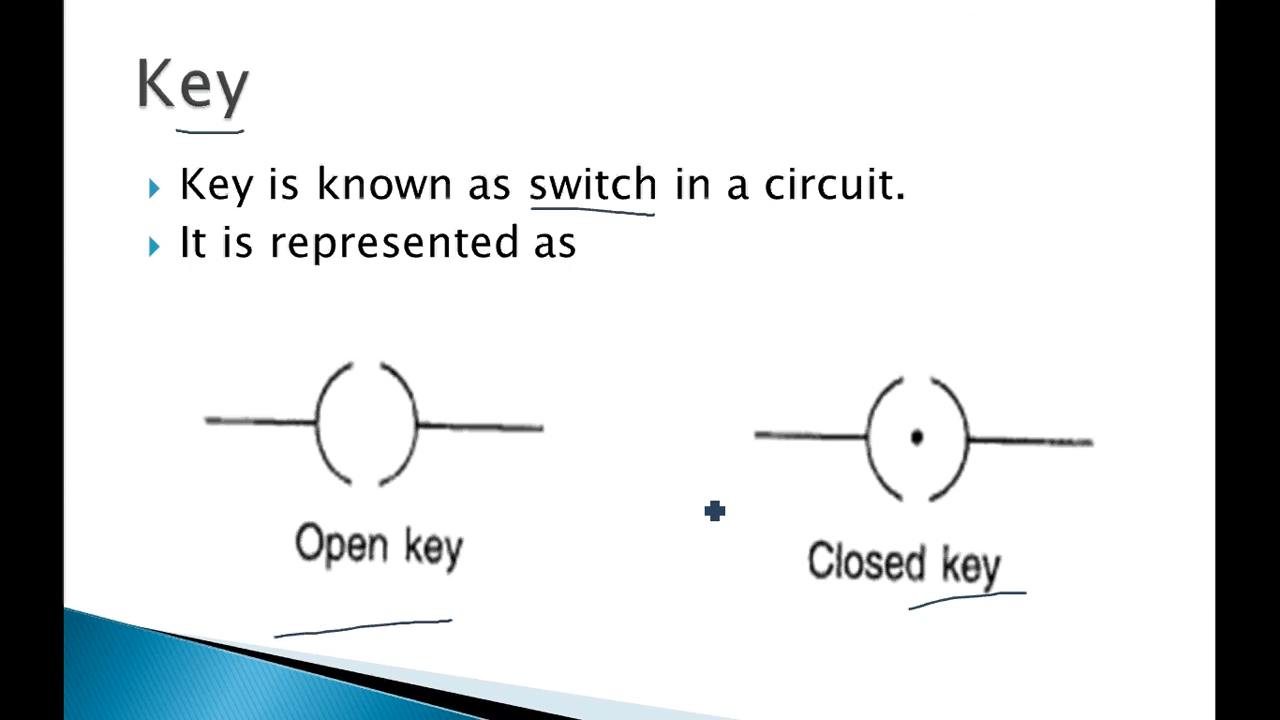 Key
Key is known as switch in a circuit.
It is represented as
Open key
Closed key